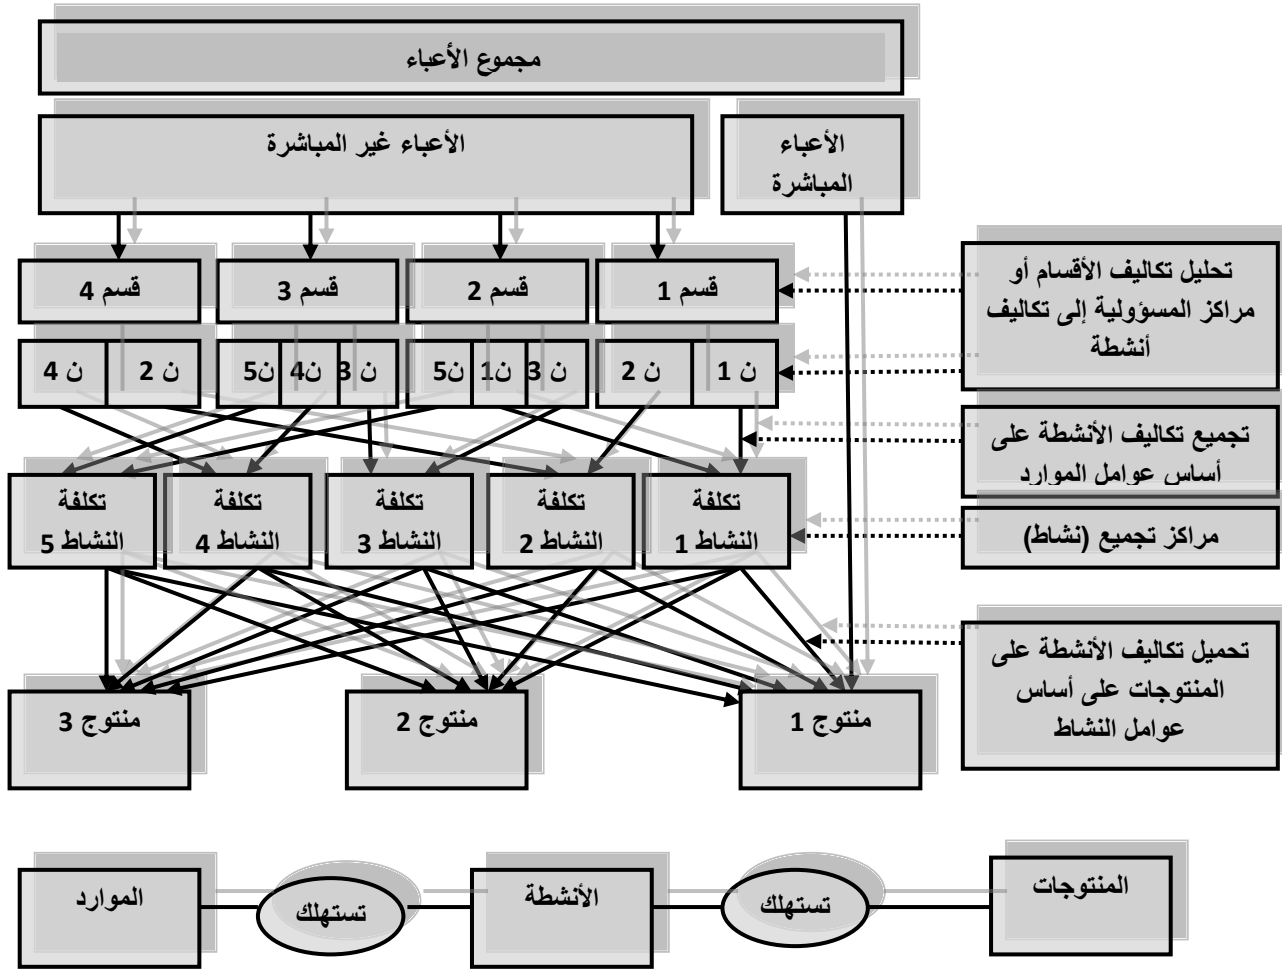 مجموع الأعباء
الأعباء
المباشرة
الأعباء غير المباشرة
قسم 1
قسم 2
قسم 3
قسم 4
تحليل تكاليف الأقسام أو
مراكز المسؤولية إلى تكاليف
أنشطة
ن 1
ن 2
ن 3
ن1
ن5
ن 3
ن4
ن5
ن 2
ن 4
تجميع تكاليف الأنشطة على
أساس عوامل الموارد
تكلفة
النشاط 1
تكلفة
النشاط 2
تكلفة
النشاط 3
تكلفة
النشاط 4
تكلفة
النشاط 5
مراكز تجميع (نشاط)
تحميل تكاليف الأنشطة على
المنتوجات على أساس
عوامل النشاط
منتوج 1
منتوج 2
منتوج 3
المنتوجات
تستهلك
الأنشطة
تستهلك
الموارد